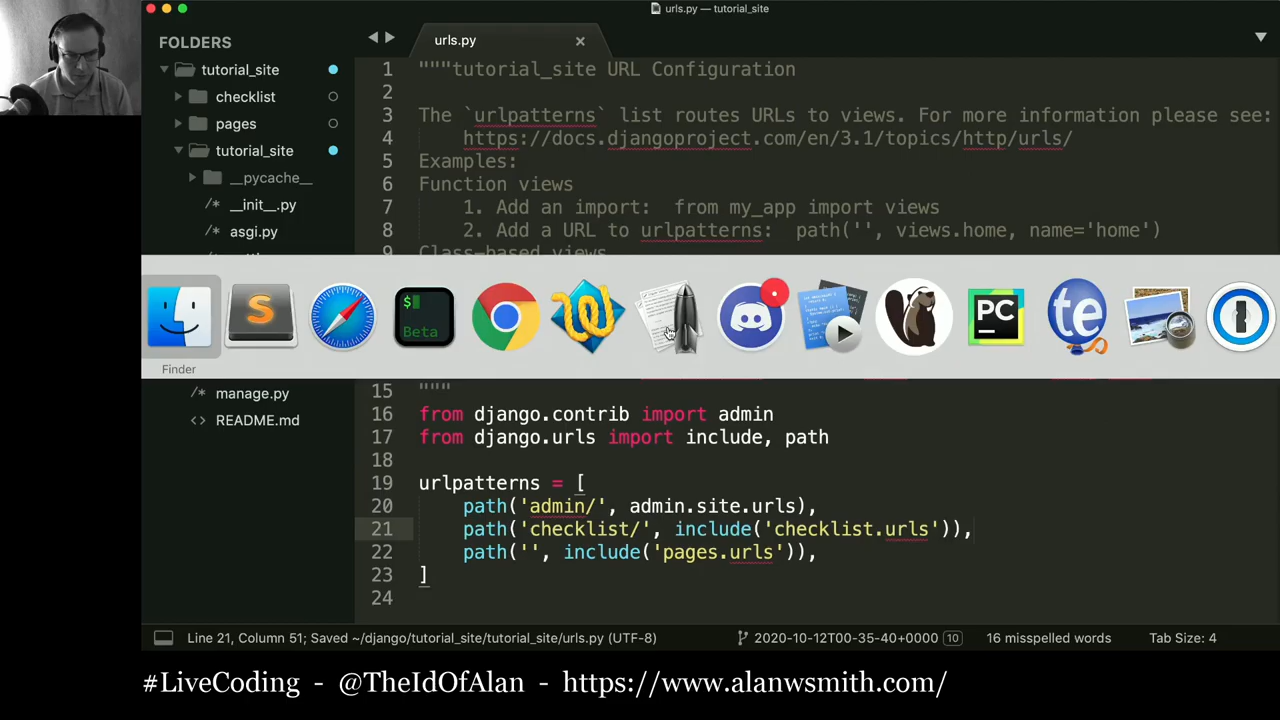 urls.py — tutorial_site
FOLDERS
tutorial_site
checklist
pages
tutorial_site
__pycache__
/* __init__.py
/* asgi.py
/* manage.py
<> README.md
urls.py ×
1 """tutorial_site URL Configuration
2
3 The `urlpatterns` list routes URLs to views. For more information please see:
4 https://docs.djangoproject.com/en/3.1/topics/http/urls/
5 Examples:
6 Function views
7 1. Add an import:  from my_app import views
8 2. Add a URL to urlpatterns:  path('', views.home, name='home')
9 Class-based views
$
Beta
PC
te
Finder
15 """
16 from django.contrib import admin
17 from django.urls import include, path
18
19 urlpatterns = [
20 path('admin/', admin.site.urls),
21 path('checklist/', include('checklist.urls')),
22 path('', include('pages.urls')),
23 ]
24
Line 21, Column 51; Saved ~/django/tutorial_site/tutorial_site/urls.py (UTF-8)
2020-10-12T00-35-40+0000 10
16 misspelled words
Tab Size: 4
#LiveCoding - @TheIdOfAlan - https://www.alanwsmith.com/